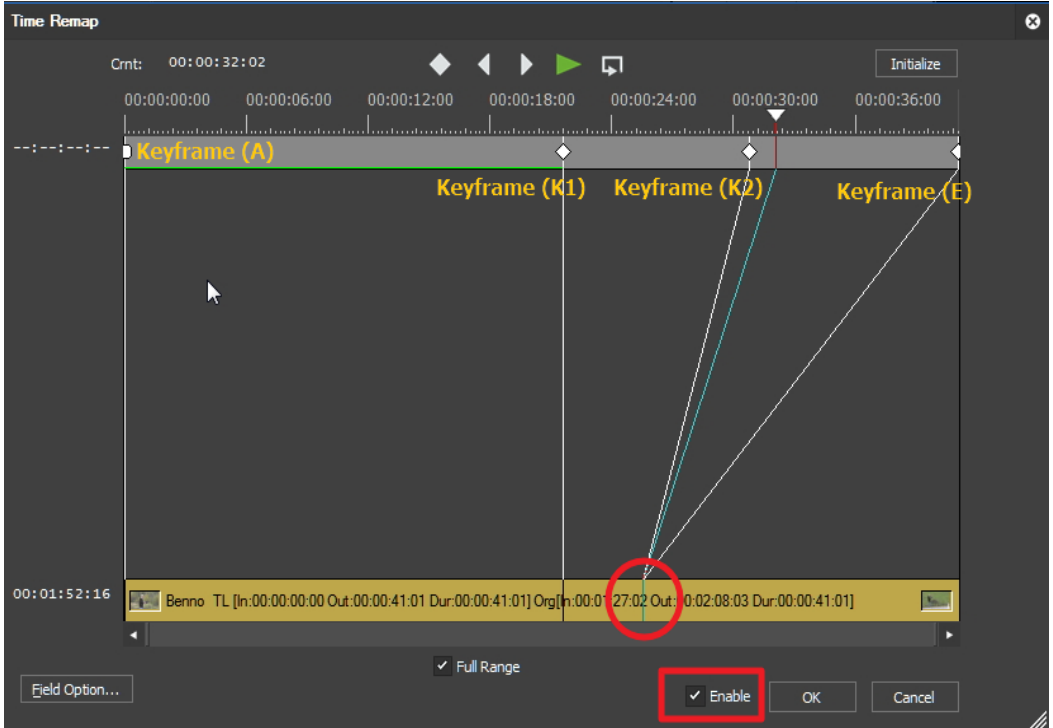 Time Remap
Crnt: 00:00:32:02
Initialize
00:00:00:00 00:00:06:00 00:00:12:00 00:00:18:00 00:00:24:00 00:00:30:00 00:00:36:00
--:--:--:--
Keyframe (A)
Keyframe (K1) Keyframe (K2) Keyframe (E)
00:01:52:16
Benno TL [In:00:00:00:00 Out:00:00:41:01 Dur:00:00:41:01] Org[In:00:01:27:02 Out:00:02:08:03 Dur:00:00:41:01]
Full Range
Field Option...
Enable
OK
Cancel